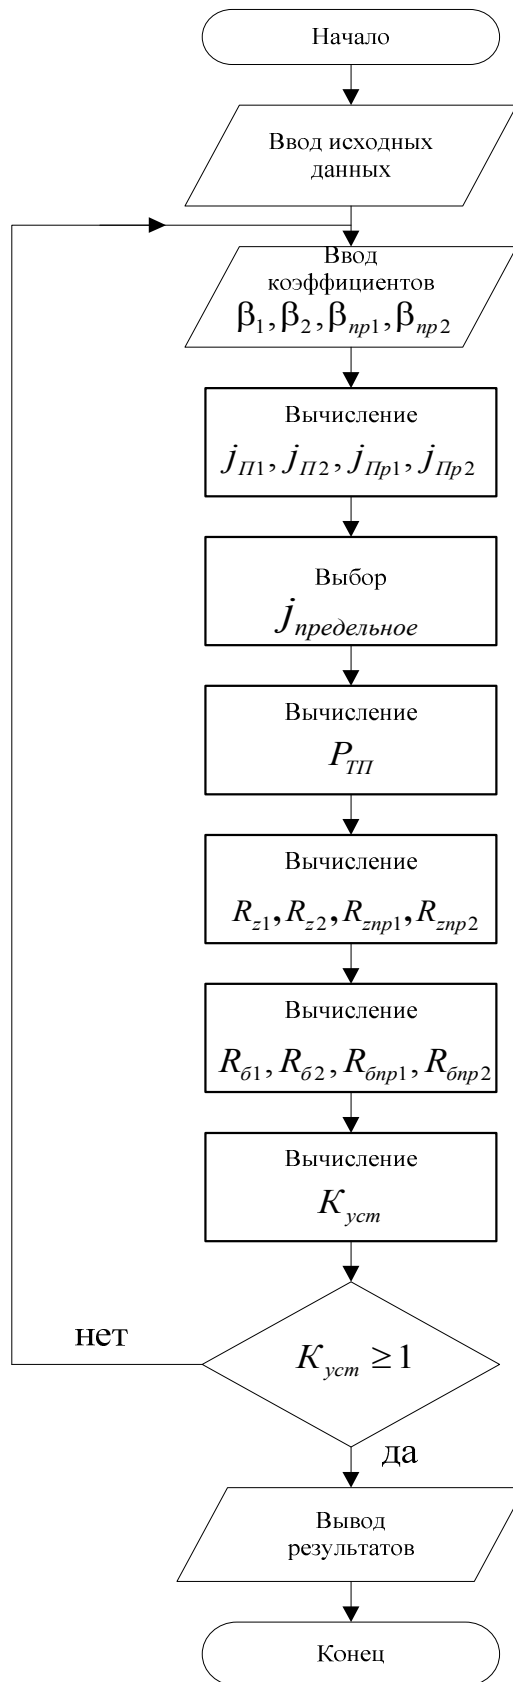 Начало
Ввод исходных
данных
Ввод
коэффициентов
β₁, β₂, βпр1, βпр2
Вычисление
jП1, jП2, jПр1, jПр2
Выбор
jпредельное
Вычисление
PТП
Вычисление
Rz1, Rz2, Rzпр1, Rzпр2
Вычисление
Rб1, Rб2, Rбпр1, Rбпр2
Вычисление
Kуст
нет
Kуст ≥ 1
да
Вывод
результатов
Конец